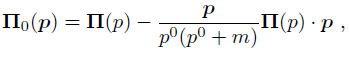 𝚷₀(𝒑) = 𝚷(p) − 𝒑 / (p⁰(p⁰ + m)) 𝚷(p) · 𝒑 ,